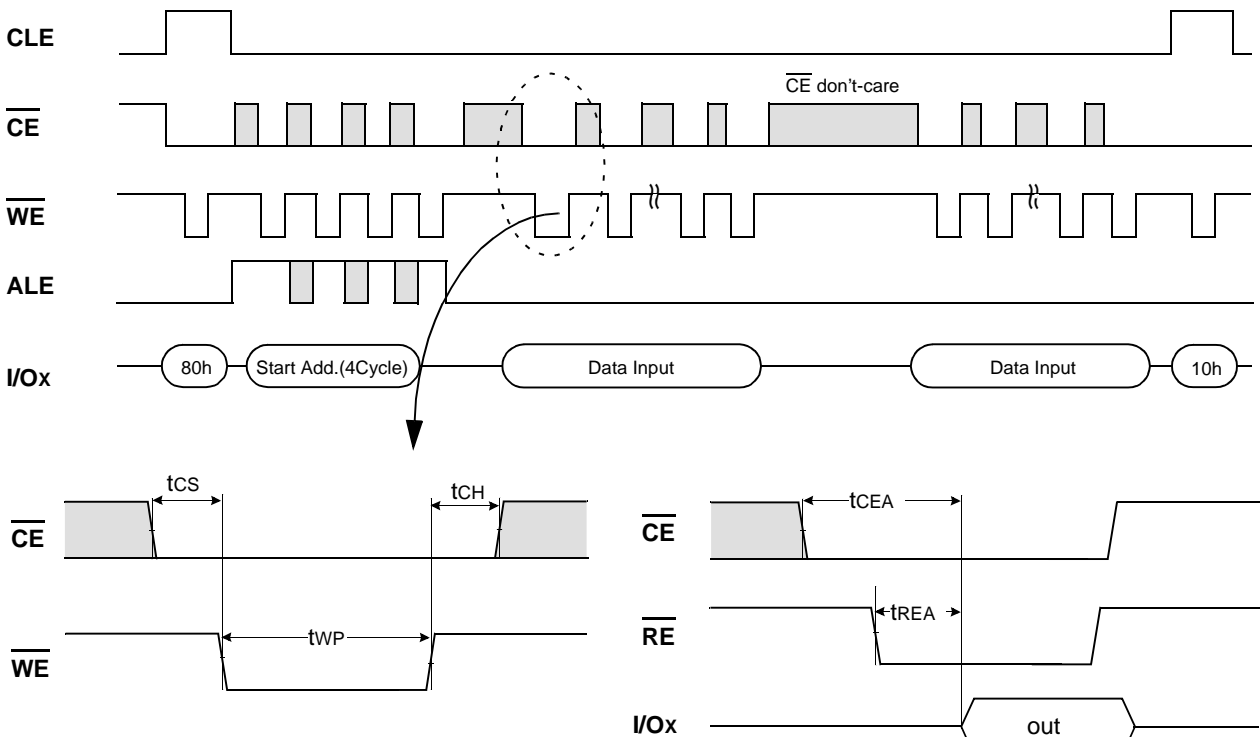 CLE
CE don't-care
CE
WE
ALE
I/Ox 80h Start Add.(4Cycle) Data Input Data Input 10h
tCS tCH
CE
tWP
WE
tCEA
CE
tREA
RE
I/Ox out